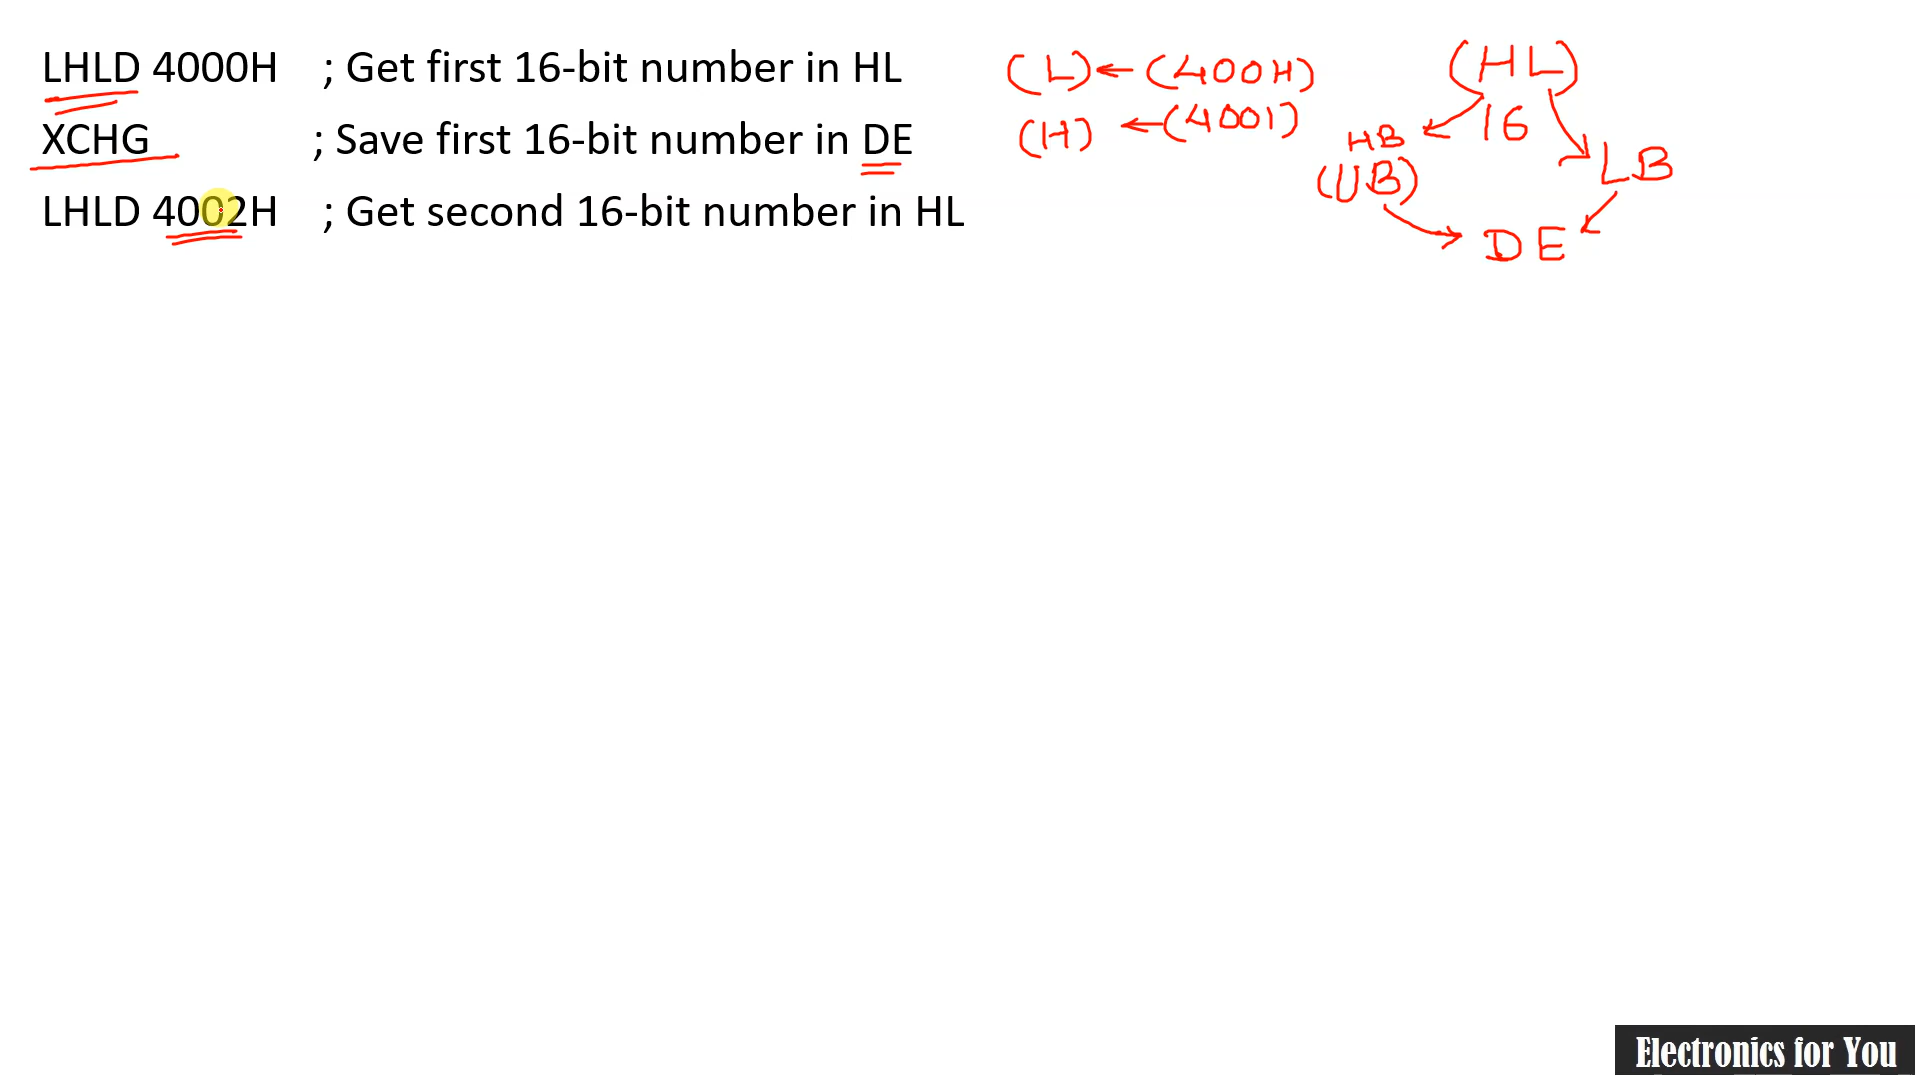 LHLD 4000H ; Get first 16-bit number in HL
XCHG ; Save first 16-bit number in DE
LHLD 4002H ; Get second 16-bit number in HL
(L) ← (400H)
(H) ← (4001)
(HL)
16
HB
(UB)
LB
DE
Electronics for You